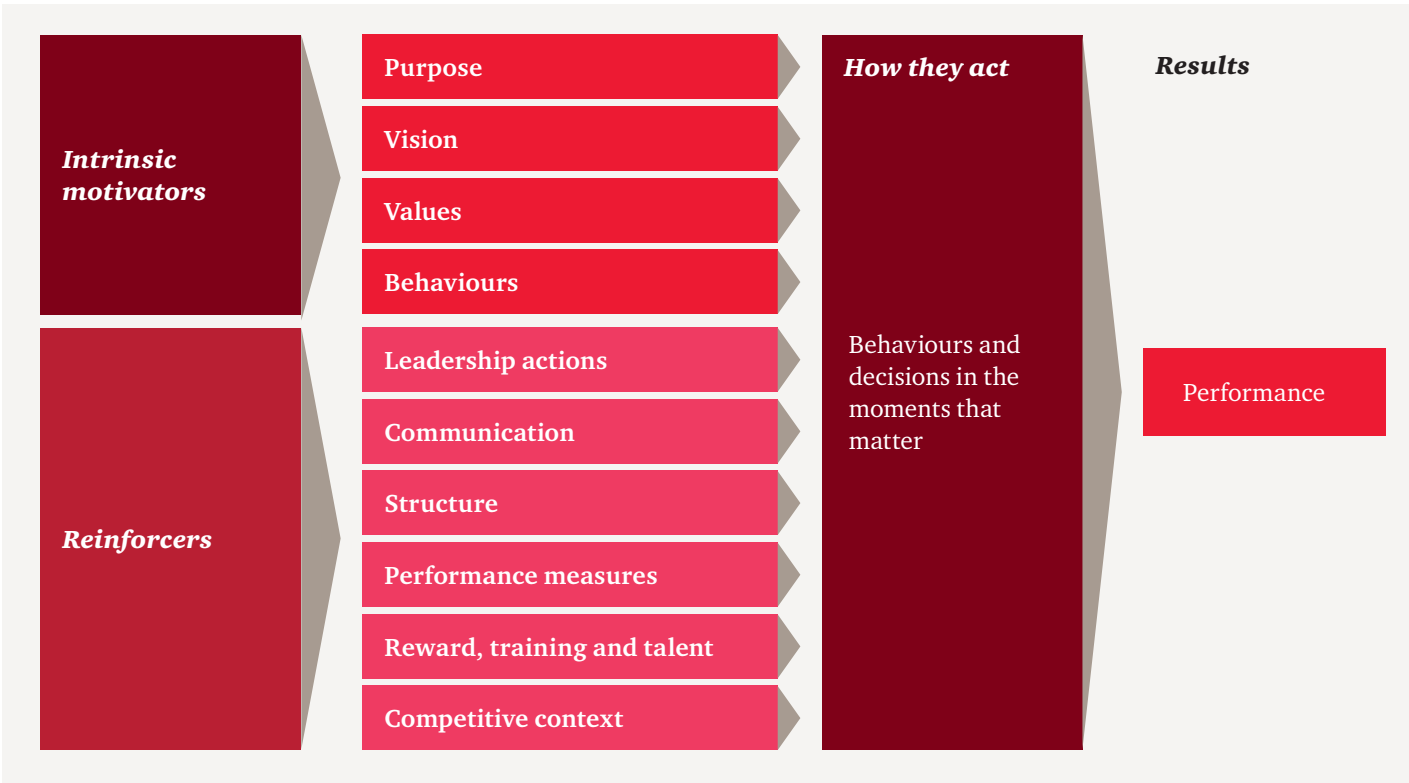 Intrinsic
motivators
Reinforcers
Purpose
Vision
Values
Behaviours
Leadership actions
Communication
Structure
Performance measures
Reward, training and talent
Competitive context
How they act
Behaviours and
decisions in the
moments that
matter
Results
Performance